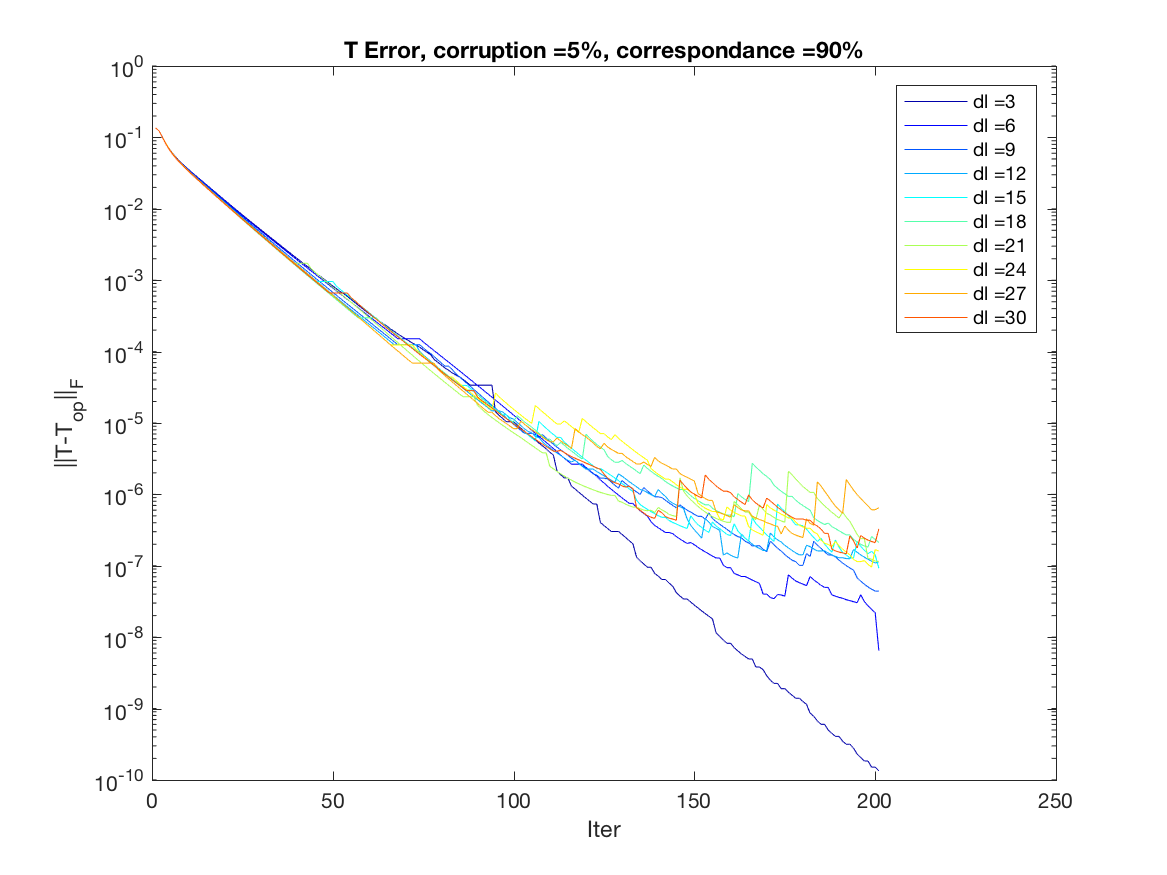 T Error, corruption =5%, correspondance =90%
10^0
10^-1
10^-2
10^-3
10^-4
10^-5
10^-6
10^-7
10^-8
10^-9
10^-10
||T-T_op||_F
0 50 100 150 200 250
Iter
dl =3
dl =6
dl =9
dl =12
dl =15
dl =18
dl =21
dl =24
dl =27
dl =30